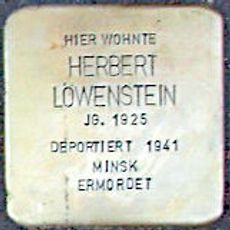 HIER WOHNTE
HERBERT
LÖWENSTEIN
JG. 1925
DEPORTIERT 1941
MINSK
ERMORDET